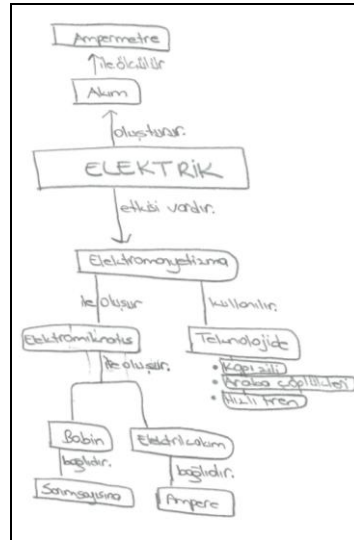 Ampermetre
ile ölçülür
Akım
oluşturur.
ELEKTRİK
etkisi vardır.
Elektromanyetizma
ile oluşur
kullanılır.
Elektromıknatıs
Teknolojide
ile oluşur.
• Kapı zili
• Araba çöplükleri
• Hızlı tren
Bobin
Elektrik akım
bağlıdır.
bağlıdır.
Sarım sayısına
Ampere